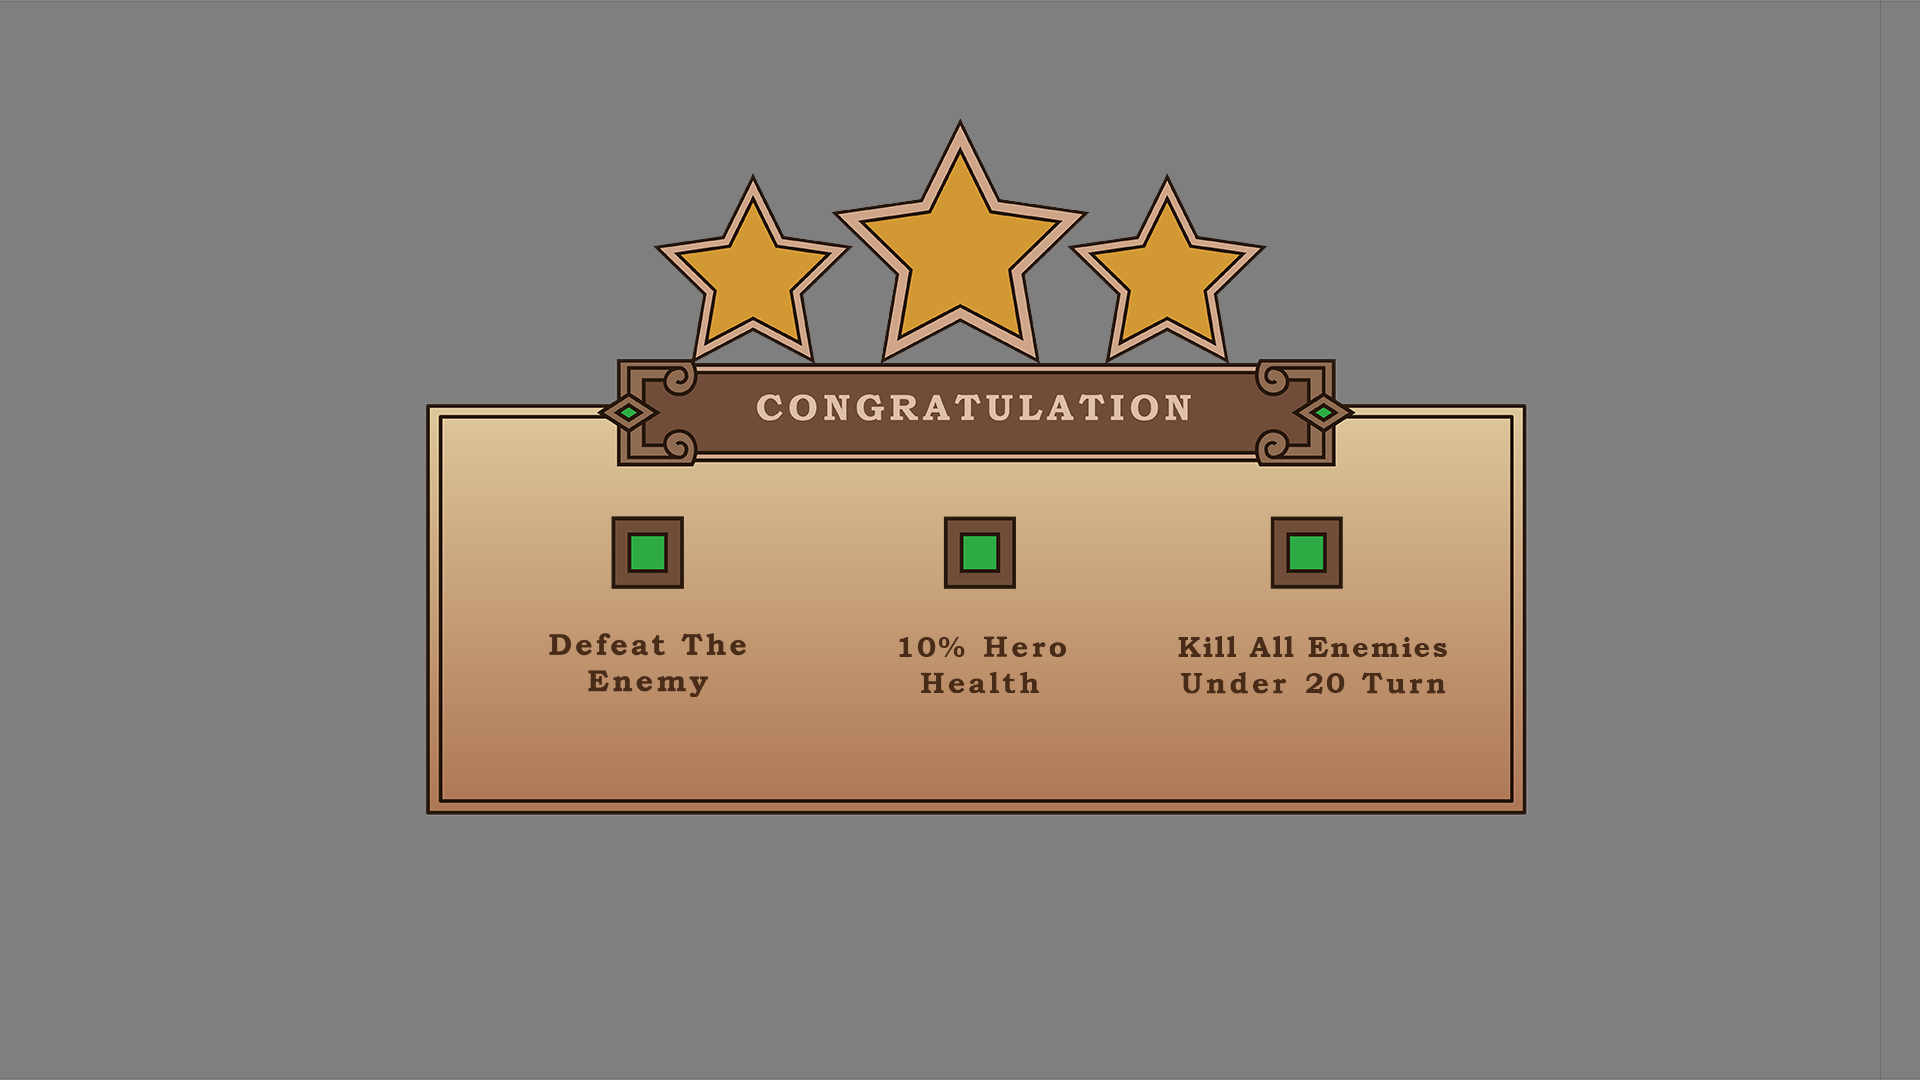 CONGRATULATION
Defeat The
Enemy
10% Hero
Health
Kill All Enemies
Under 20 Turn